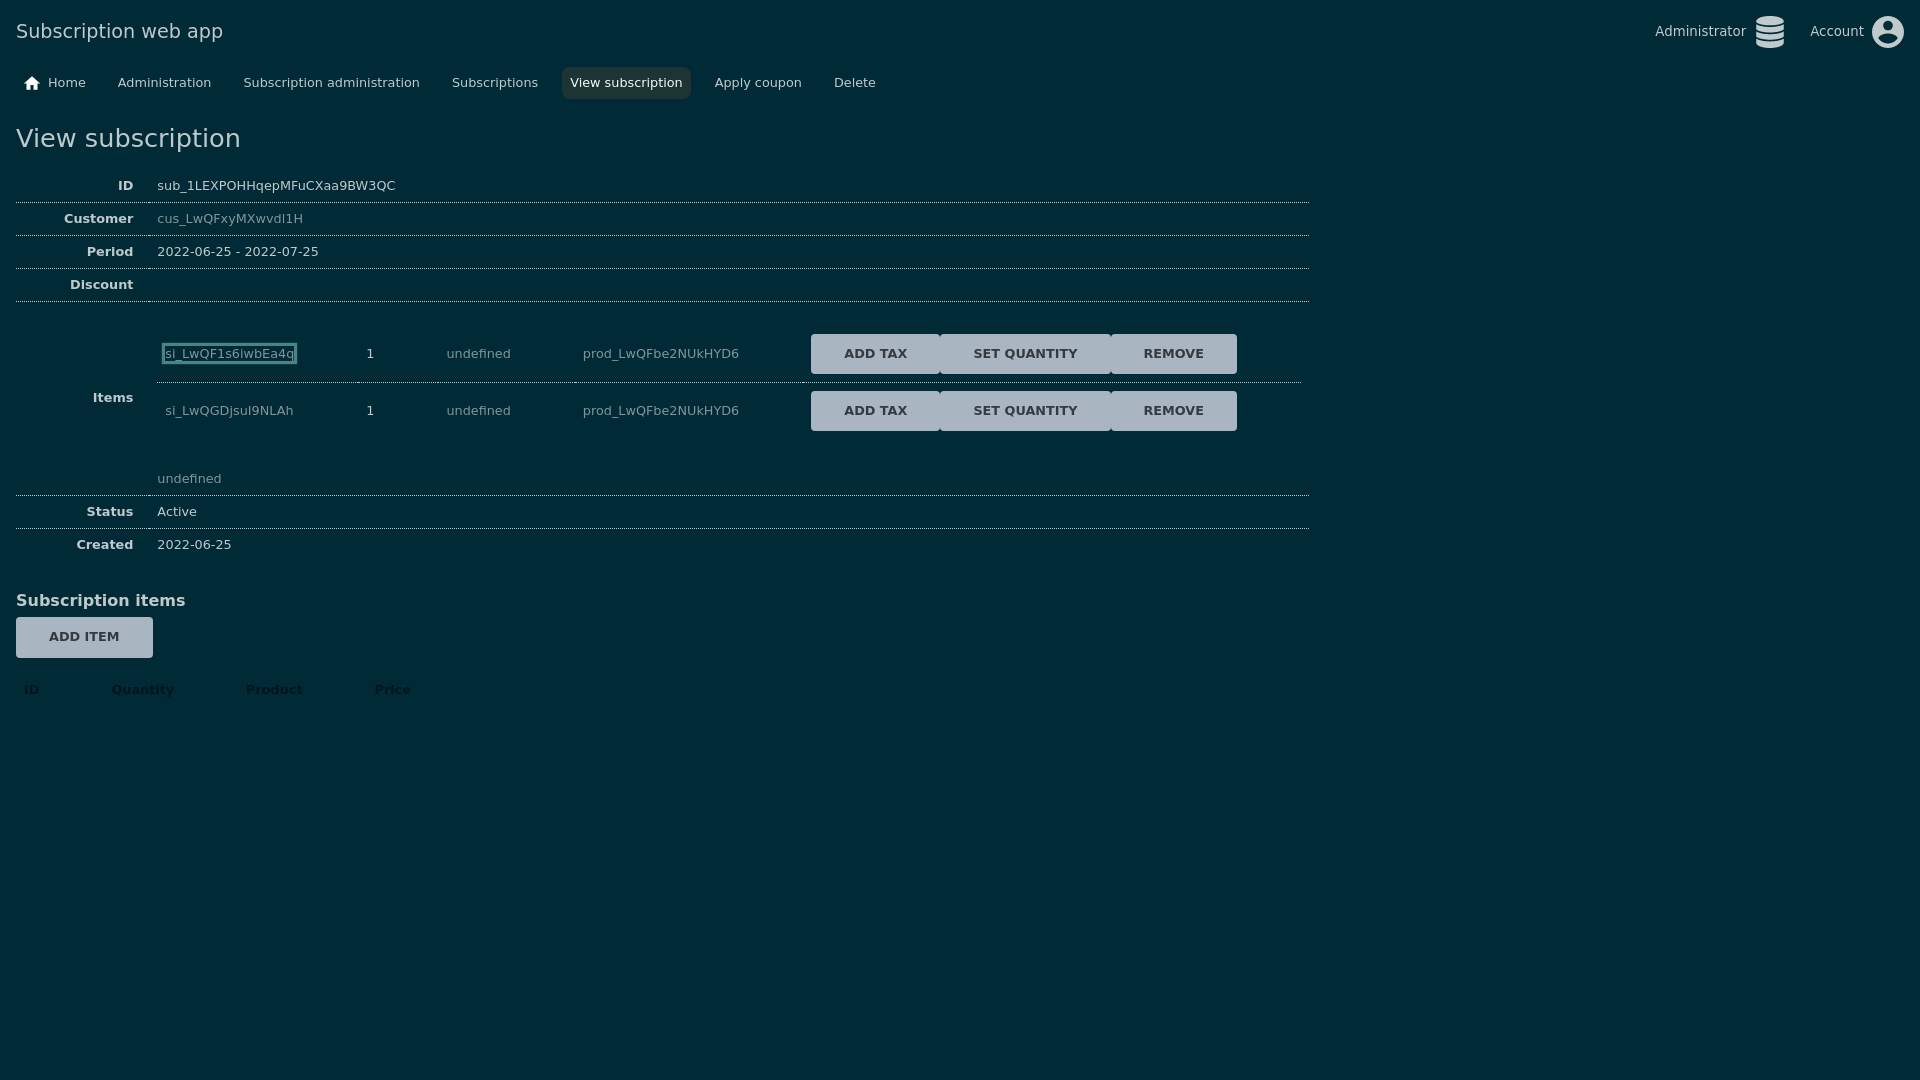 Subscription web app
Administrator
Account
Home
Administration
Subscription administration
Subscriptions
View subscription
Apply coupon
Delete
View subscription
ID sub_1LEXPOHHqepMFuCXaa9BW3QC
Customer cus_LwQFxyMXwvdl1H
Period 2022-06-25 - 2022-07-25
Discount
Items
si_LwQF1s6iwbEa4q 1 undefined prod_LwQFbe2NUkHYD6 ADD TAX SET QUANTITY REMOVE
si_LwQGDjsul9NLAh 1 undefined prod_LwQFbe2NUkHYD6 ADD TAX SET QUANTITY REMOVE
undefined
Status Active
Created 2022-06-25
Subscription items
ADD ITEM
ID Quantity Product Price